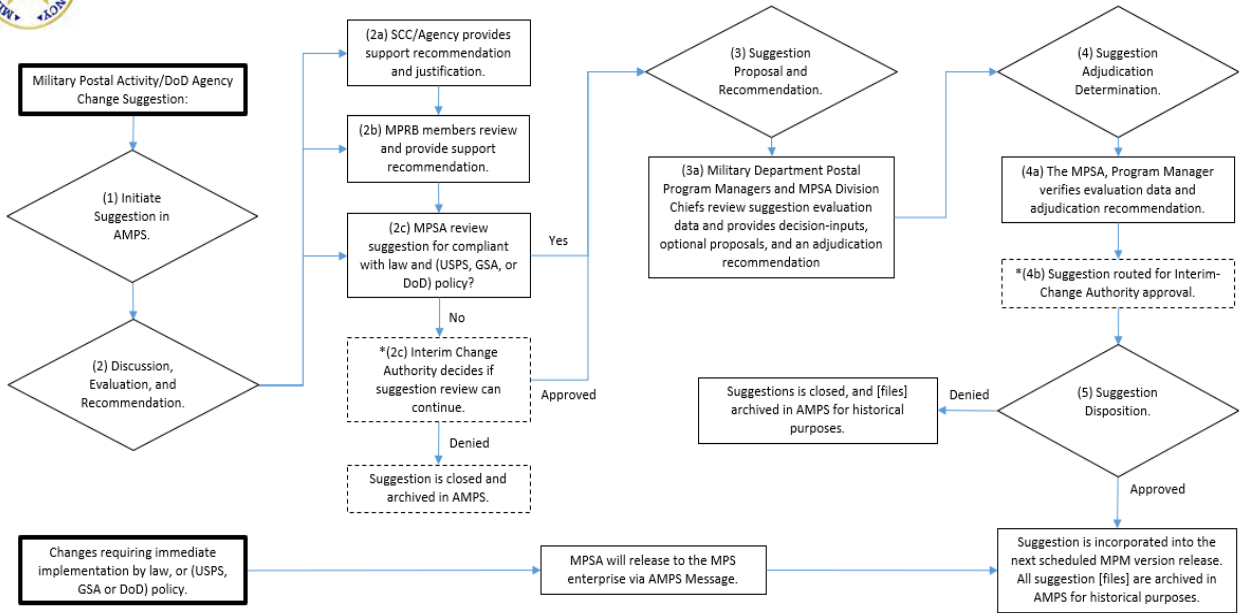 NCY
Military Postal Activity/DoD Agency
Change Suggestion:
(1) Initiate
Suggestion in
AMPS.
(2) Discussion,
Evaluation, and
Recommendation.
(2a) SCC/Agency provides
support recommendation
and justification.
(2b) MPRB members review
and provide support
recommendation.
(2c) MPSA review
suggestion for compliant
with law and (USPS, GSA, or
DoD) policy?
Yes
No
*(2c) Interim Change
Authority decides if
suggestion review can
continue.
Approved
Denied
Suggestion is closed and
archived in AMPS.
(3) Suggestion
Proposal and
Recommendation.
(3a) Military Department Postal
Program Managers and MPSA Division
Chiefs review suggestion evaluation
data and provides decision-inputs,
optional proposals, and an adjudication
recommendation
(4) Suggestion
Adjudication
Determination.
(4a) The MPSA, Program Manager
verifies evaluation data and
adjudication recommendation.
*(4b) Suggestion routed for Interim-
Change Authority approval.
(5) Suggestion
Disposition.
Denied
Suggestions is closed, and [files]
archived in AMPS for historical
purposes.
Approved
Changes requiring immediate
implementation by law, or (USPS,
GSA or DoD) policy.
MPSA will release to the MPS
enterprise via AMPS Message.
Suggestion is incorporated into the
next scheduled MPM version release.
All suggestion [files] are archived in
AMPS for historical purposes.